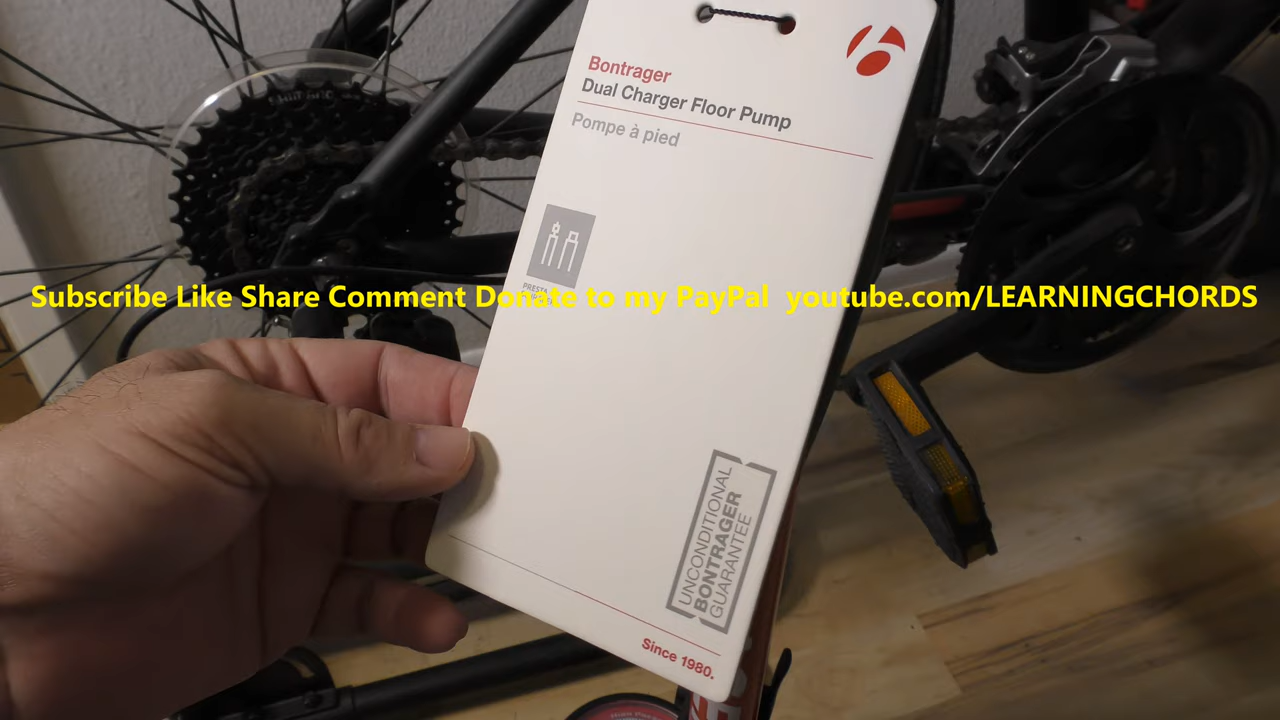 Bontrager
Dual Charger Floor Pump
Pompe à pied
PRESTA
Subscribe Like Share Comment Donate to my PayPal youtube.com/LEARNINGCHORDS
UNCONDITIONAL
BONTRAGER
GUARANTEE
Since 1980.